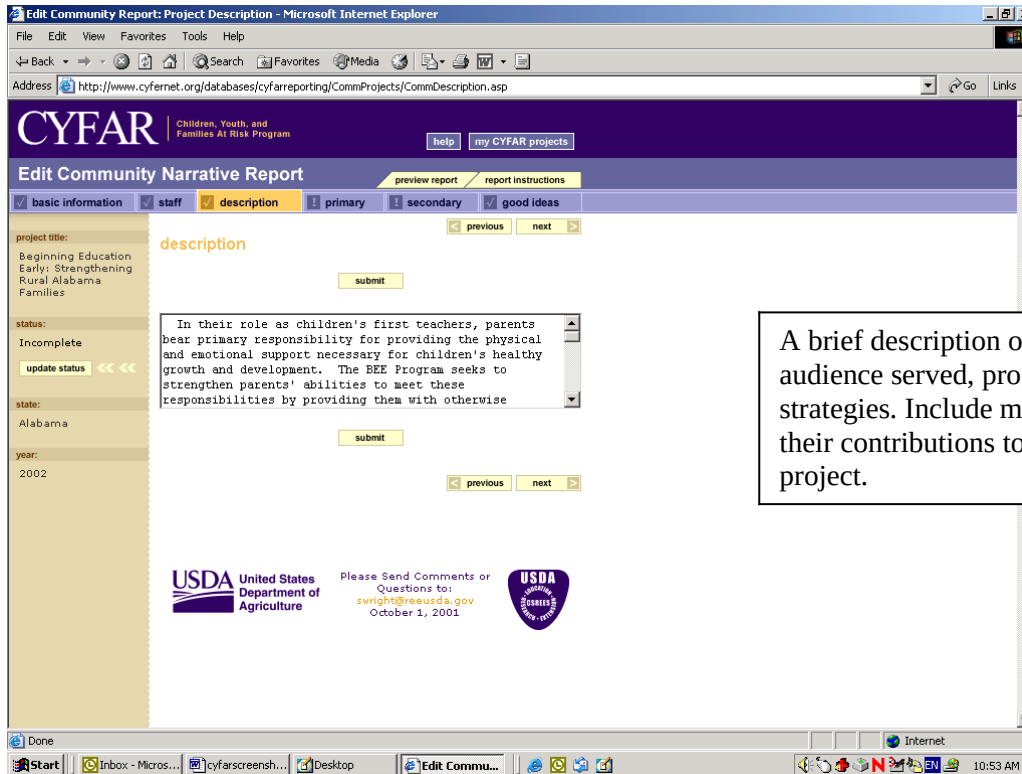 Edit Community Report: Project Description - Microsoft Internet Explorer
File Edit View Favorites Tools Help
Back Search Favorites Media
Address http://www.cyfernet.org/databases/cyfarreporting/CommProjects/CommDescription.asp Go Links
CYFAR Children, Youth, and
Families At Risk Program
help my CYFAR projects
Edit Community Narrative Report
preview report report instructions
basic information staff description primary secondary good ideas
previous next
project title:
Beginning Education
Early: Strengthening
Rural Alabama
Families
status:
Incomplete
update status
state:
Alabama
year:
2002
description
submit
In their role as children's first teachers, parents
bear primary responsibility for providing the physical
and emotional support necessary for children's healthy
growth and development. The BEE Program seeks to
strengthen parents' abilities to meet these
responsibilities by providing them with otherwise
submit
previous next
A brief description o
audience served, pro
strategies. Include m
their contributions to
project.
USDA United States
Department of
Agriculture
Please Send Comments or
Questions to:
swright@reeusda.gov
October 1, 2001
USDA
EDUCATION
CSREES
RESEARCH EXTENSION
Done Internet
Start Inbox - Micros... cyfarscreensh... Desktop Edit Commu... N EN 10:53 AM